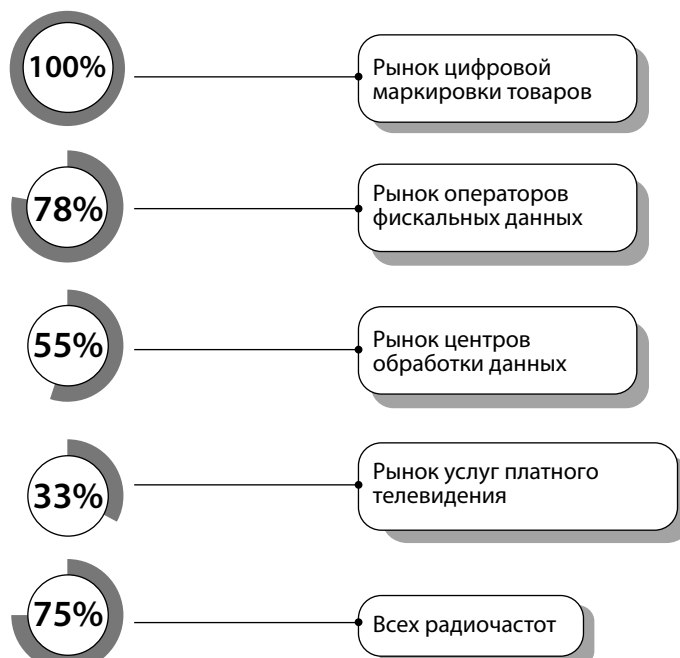 100%
Рынок цифровой
маркировки товаров
78%
Рынок операторов
фискальных данных
55%
Рынок центров
обработки данных
33%
Рынок услуг платного
телевидения
75%
Всех радиочастот